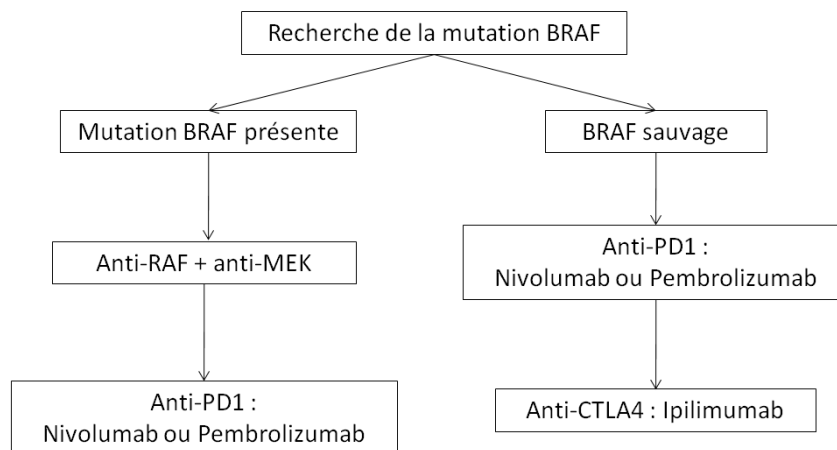 Recherche de la mutation BRAF
Mutation BRAF présente
BRAF sauvage
Anti-RAF + anti-MEK
Anti-PD1 :
Nivolumab ou Pembrolizumab
Anti-PD1 :
Nivolumab ou Pembrolizumab
Anti-CTLA4 : Ipilimumab